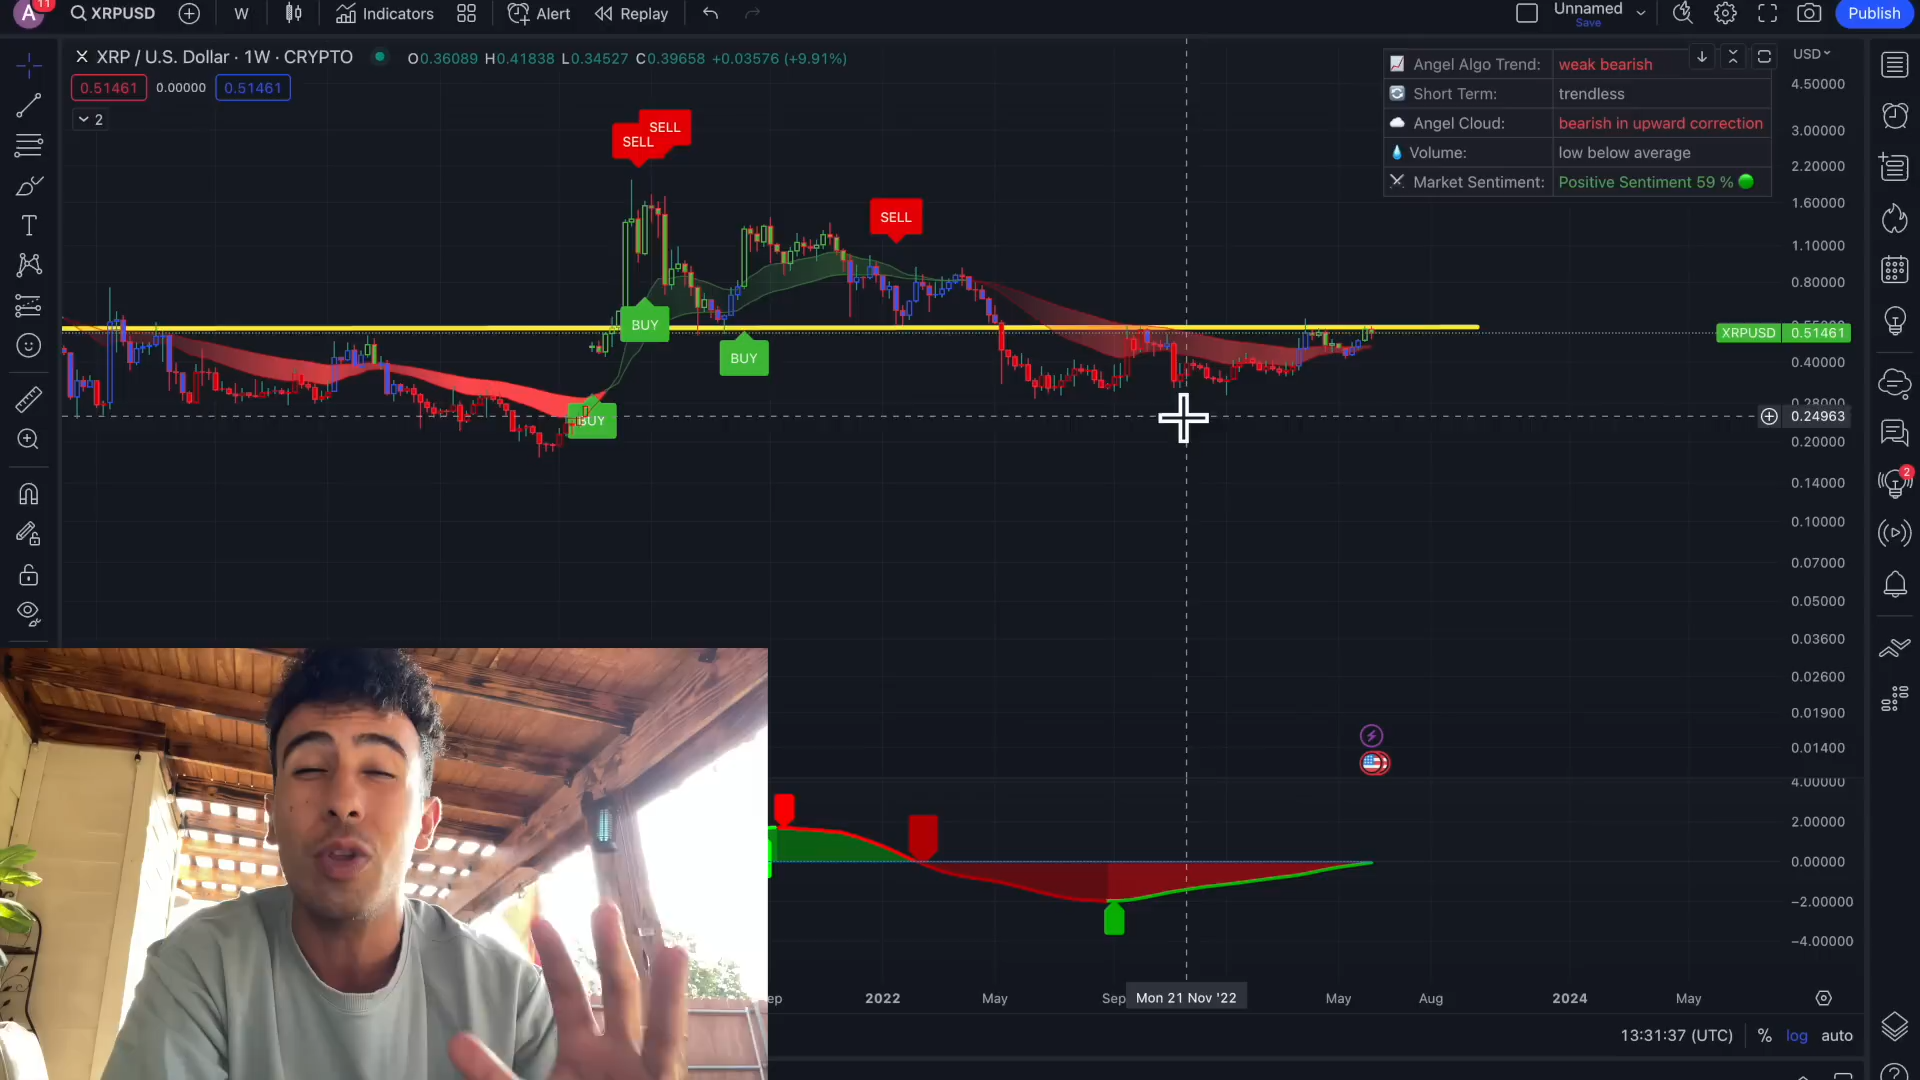 A 11 XRPUSD W Indicators Alert Replay Unnamed Save Publish
XRP / U.S. Dollar · 1W · CRYPTO O0.36089 H0.41838 L0.34527 C0.39658 +0.03576 (+9.91%)
0.51461 0.00000 0.51461
2
Angel Algo Trend: weak bearish
Short Term: trendless
Angel Cloud: bearish in upward correction
Volume: low below average
Market Sentiment: Positive Sentiment 59 %
USD
4.50000
3.00000
2.20000
1.60000
1.10000
0.80000
XRPUSD 0.51461
0.40000
0.24963
0.20000
0.14000
0.10000
0.07000
0.05000
0.03600
0.02600
0.01900
0.01400
4.00000
2.00000
0.00000
−2.00000
−4.00000
SELL
SELL
SELL
BUY
BUY
BUY
2
2022 May Sep Mon 21 Nov '22 May Aug 2024 May
13:31:37 (UTC) % log auto